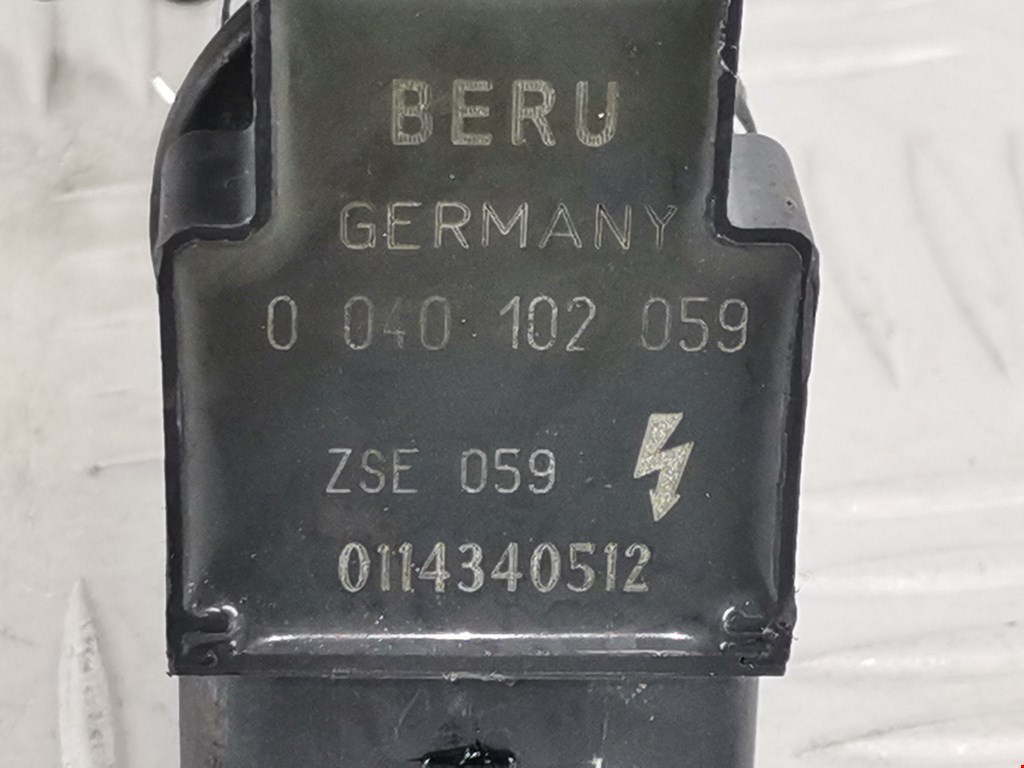 BERU
GERMANY
0 040 102 059
ZSE 059
0114340512